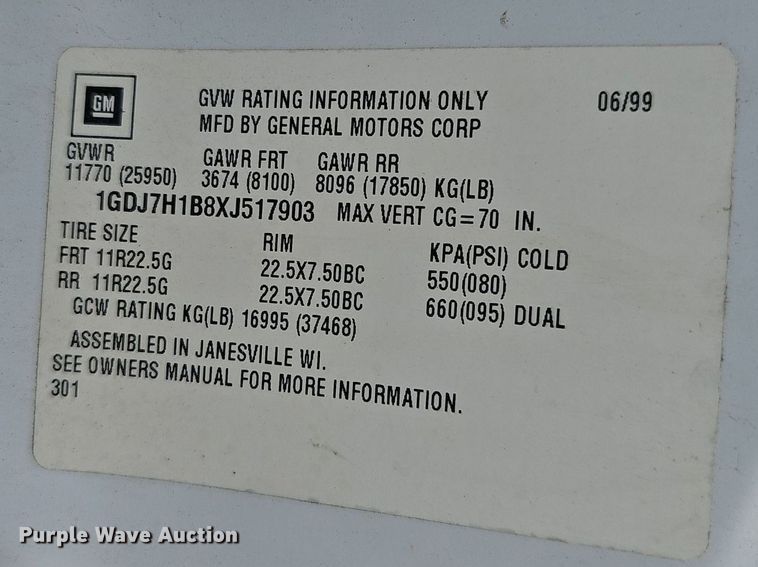 GM
GVW RATING INFORMATION ONLY 06/99
MFD BY GENERAL MOTORS CORP
GVWR GAWR FRT GAWR RR
11770 (25950) 3674 (8100) 8096 (17850) KG(LB)
1GDJ7H1B8XJ517903 MAX VERT CG=70 IN.
TIRE SIZE RIM KPA(PSI) COLD
FRT 11R22.5G 22.5X7.50BC 550(080)
RR 11R22.5G 22.5X7.50BC 660(095) DUAL
GCW RATING KG(LB) 16995 (37468)
ASSEMBLED IN JANESVILLE WI.
SEE OWNERS MANUAL FOR MORE INFORMATION.
301
Purple Wave Auction